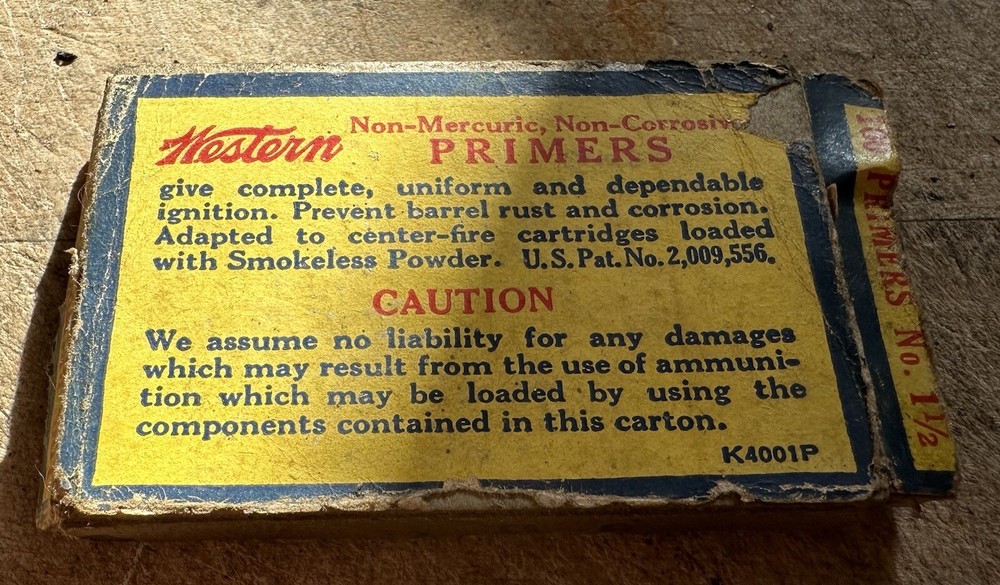 Western Non-Mercuric, Non-Corrosiv
PRIMERS
give complete, uniform and dependable
ignition. Prevent barrel rust and corrosion.
Adapted to center-fire cartridges loaded
with Smokeless Powder. U.S. Pat. No. 2,009,556.
CAUTION
We assume no liability for any damages
which may result from the use of ammuni-
tion which may be loaded by using the
components contained in this carton.
K4001P
100 PRIMERS No. 1½